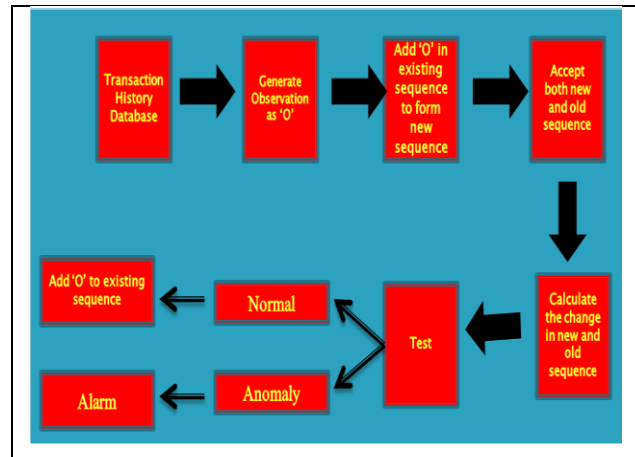 Transaction
History
Database
Generate
Observation
as ‘O’
Add ‘O’ in
existing
sequence
to form
new
sequence
Accept
both new
and old
sequence
Calculate
the change
in new and
old
sequence
Test
Normal
Add ‘O’ to existing
sequence
Anomaly
Alarm